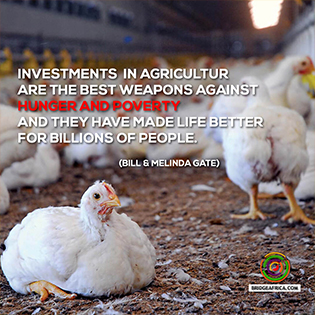 INVESTMENTS IN AGRICULTUR
ARE THE BEST WEAPONS AGAINST
HUNGER AND POVERTY
AND THEY HAVE MADE LIFE BETTER
FOR BILLIONS OF PEOPLE.
(BILL & MELINDA GATE)
BRIDGEAFRICA.COM